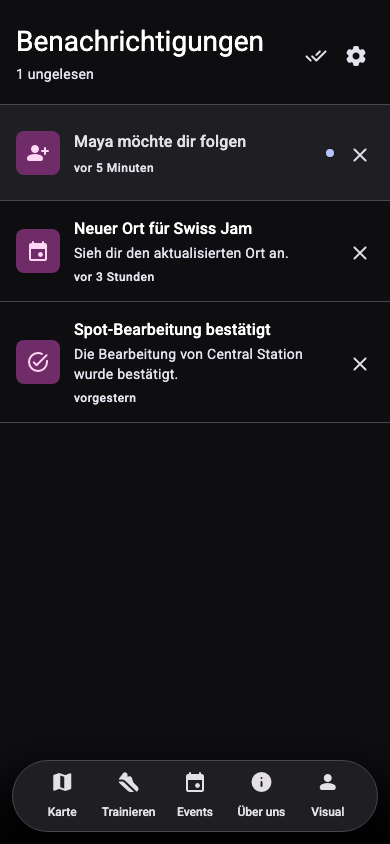 Benachrichtigungen
1 ungelesen
Maya möchte dir folgen
vor 5 Minuten
Neuer Ort für Swiss Jam
Sieh dir den aktualisierten Ort an.
vor 3 Stunden
Spot-Bearbeitung bestätigt
Die Bearbeitung von Central Station
wurde bestätigt.
vorgestern
Karte
Trainieren
Events
Über uns
Visual